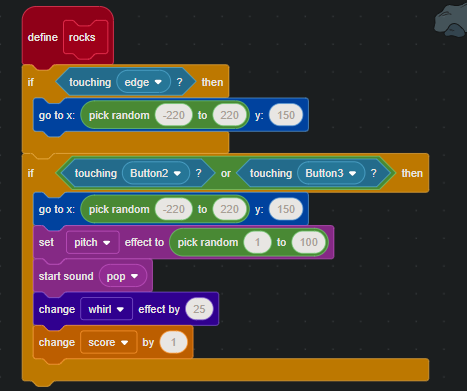 define rocks
if touching edge ? then
go to x: pick random -220 to 220 y: 150
if touching Button2 ? or touching Button3 ? then
go to x: pick random -220 to 220 y: 150
set pitch effect to pick random 1 to 100
start sound pop
change whirl effect by 25
change score by 1